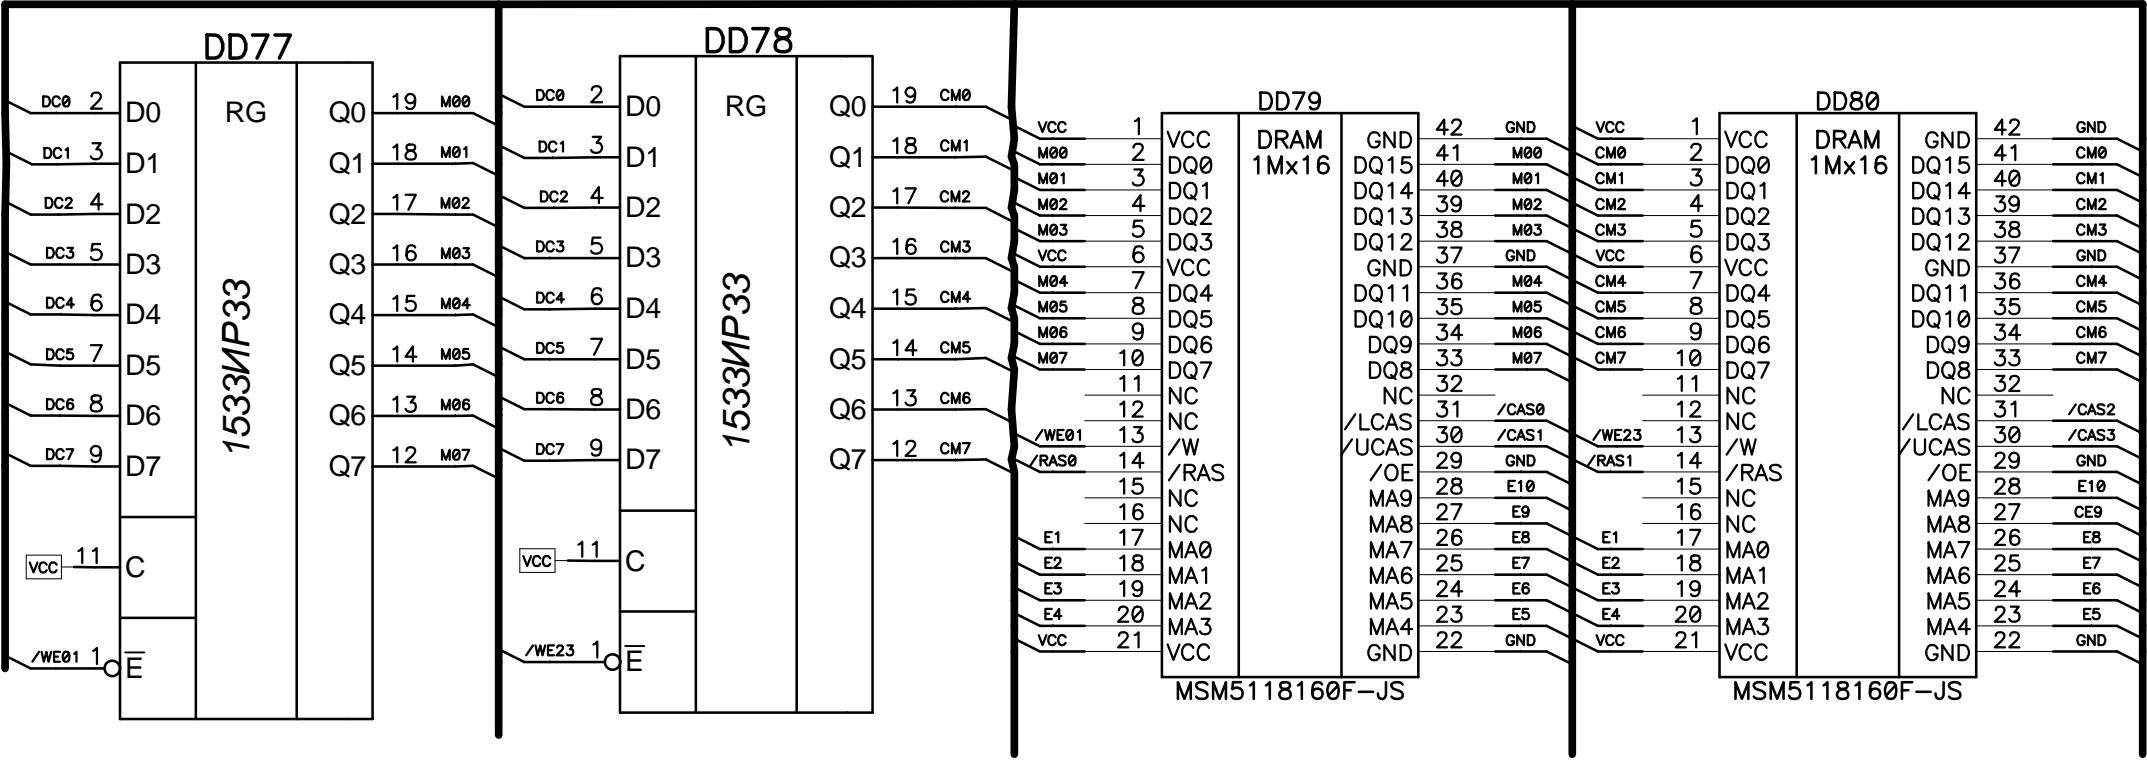 DD77
DC0 2 D0 RG Q0 19 M00
DC1 3 D1 Q1 18 M01
DC2 4 D2 Q2 17 M02
DC3 5 D3 Q3 16 M03
DC4 6 D4 Q4 15 M04
DC5 7 D5 Q5 14 M05
DC6 8 D6 Q6 13 M06
DC7 9 D7 Q7 12 M07
1533ИР33
VCC 11 C
/WE01 1 E
DD78
DC0 2 D0 RG Q0 19 CM0
DC1 3 D1 Q1 18 CM1
DC2 4 D2 Q2 17 CM2
DC3 5 D3 Q3 16 CM3
DC4 6 D4 Q4 15 CM4
DC5 7 D5 Q5 14 CM5
DC6 8 D6 Q6 13 CM6
DC7 9 D7 Q7 12 CM7
1533ИР33
VCC 11 C
/WE23 1 E
DD79
VCC 1 VCC DRAM GND 42 GND
M00 2 DQ0 1Mx16 DQ15 41 M00
M01 3 DQ1 DQ14 40 M01
M02 4 DQ2 DQ13 39 M02
M03 5 DQ3 DQ12 38 M03
VCC 6 VCC GND 37 GND
M04 7 DQ4 DQ11 36 M04
M05 8 DQ5 DQ10 35 M05
M06 9 DQ6 DQ9 34 M06
M07 10 DQ7 DQ8 33 M07
11 NC NC 32
12 NC /LCAS 31 /CAS0
/WE01 13 /W /UCAS 30 /CAS1
/RAS0 14 /RAS /OE 29 GND
15 NC MA9 28 E10
16 NC MA8 27 E9
E1 17 MA0 MA7 26 E8
E2 18 MA1 MA6 25 E7
E3 19 MA2 MA5 24 E6
E4 20 MA3 MA4 23 E5
VCC 21 VCC GND 22 GND
MSM5118160F-JS
DD80
VCC 1 VCC DRAM GND 42 GND
CM0 2 DQ0 1Mx16 DQ15 41 CM0
CM1 3 DQ1 DQ14 40 CM1
CM2 4 DQ2 DQ13 39 CM2
CM3 5 DQ3 DQ12 38 CM3
VCC 6 VCC GND 37 GND
CM4 7 DQ4 DQ11 36 CM4
CM5 8 DQ5 DQ10 35 CM5
CM6 9 DQ6 DQ9 34 CM6
CM7 10 DQ7 DQ8 33 CM7
11 NC NC 32
12 NC /LCAS 31 /CAS2
/WE23 13 /W /UCAS 30 /CAS3
/RAS1 14 /RAS /OE 29 GND
15 NC MA9 28 E10
16 NC MA8 27 CE9
E1 17 MA0 MA7 26 E8
E2 18 MA1 MA6 25 E7
E3 19 MA2 MA5 24 E6
E4 20 MA3 MA4 23 E5
VCC 21 VCC GND 22 GND
MSM5118160F-JS